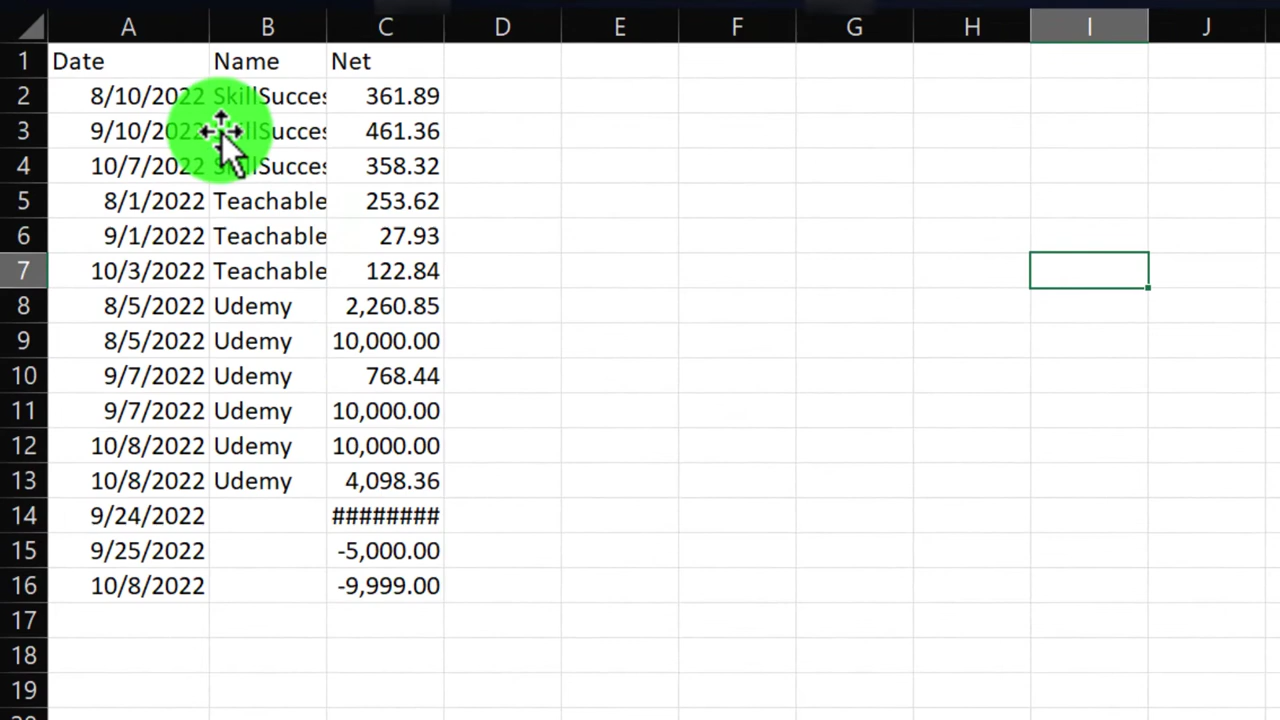 A B C D E F G H I J
1 Date Name Net
2 8/10/2022 SkillSucces 361.89
3 9/10/2022 SkillSucces 461.36
4 10/7/2022 SkillSucces 358.32
5 8/1/2022 Teachable 253.62
6 9/1/2022 Teachable 27.93
7 10/3/2022 Teachable 122.84
8 8/5/2022 Udemy 2,260.85
9 8/5/2022 Udemy 10,000.00
10 9/7/2022 Udemy 768.44
11 9/7/2022 Udemy 10,000.00
12 10/8/2022 Udemy 10,000.00
13 10/8/2022 Udemy 4,098.36
14 9/24/2022 ########
15 9/25/2022 -5,000.00
16 10/8/2022 -9,999.00
17
18
19